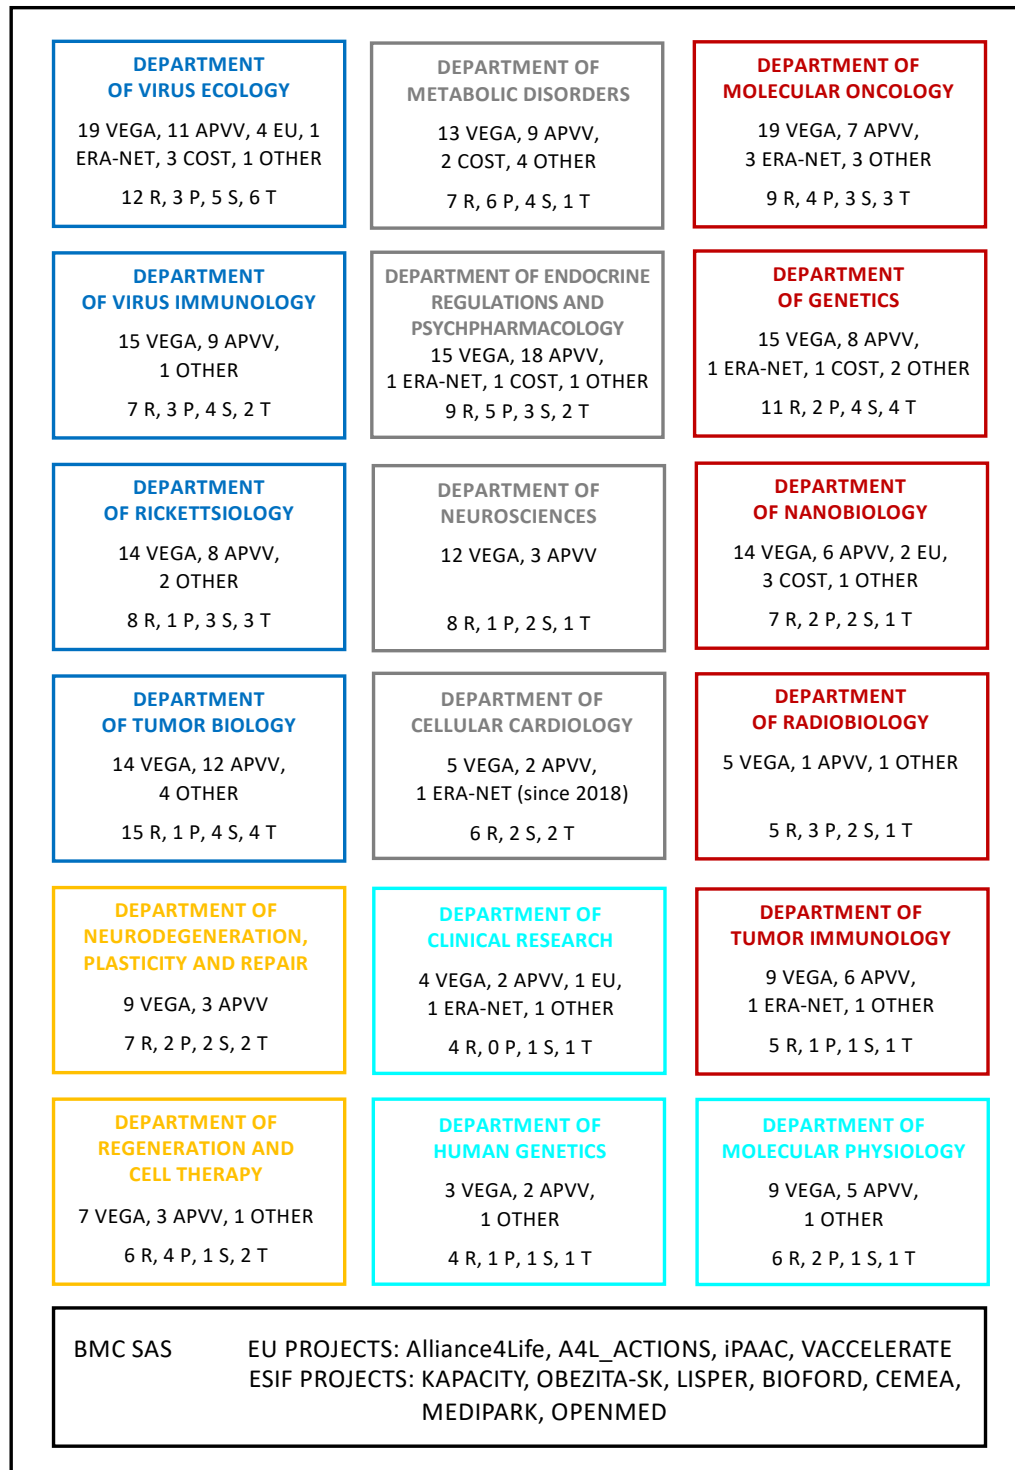 DEPARTMENT
OF VIRUS ECOLOGY
19 VEGA, 11 APVV, 4 EU, 1
ERA-NET, 3 COST, 1 OTHER
12 R, 3 P, 5 S, 6 T
DEPARTMENT OF
METABOLIC DISORDERS
13 VEGA, 9 APVV,
2 COST, 4 OTHER
7 R, 6 P, 4 S, 1 T
DEPARTMENT OF
MOLECULAR ONCOLOGY
19 VEGA, 7 APVV,
3 ERA-NET, 3 OTHER
9 R, 4 P, 3 S, 3 T
DEPARTMENT
OF VIRUS IMMUNOLOGY
15 VEGA, 9 APVV,
1 OTHER
7 R, 3 P, 4 S, 2 T
DEPARTMENT OF ENDOCRINE
REGULATIONS AND
PSYCHPHARMACOLOGY
15 VEGA, 18 APVV,
1 ERA-NET, 1 COST, 1 OTHER
9 R, 5 P, 3 S, 2 T
DEPARTMENT
OF GENETICS
15 VEGA, 8 APVV,
1 ERA-NET, 1 COST, 2 OTHER
11 R, 2 P, 4 S, 4 T
DEPARTMENT
OF RICKETTSIOLOGY
14 VEGA, 8 APVV,
2 OTHER
8 R, 1 P, 3 S, 3 T
DEPARTMENT OF
NEUROSCIENCES
12 VEGA, 3 APVV
8 R, 1 P, 2 S, 1 T
DEPARTMENT
OF NANOBIOLOGY
14 VEGA, 6 APVV, 2 EU,
3 COST, 1 OTHER
7 R, 2 P, 2 S, 1 T
DEPARTMENT
OF TUMOR BIOLOGY
14 VEGA, 12 APVV,
4 OTHER
15 R, 1 P, 4 S, 4 T
DEPARTMENT OF
CELLULAR CARDIOLOGY
5 VEGA, 2 APVV,
1 ERA-NET (since 2018)
6 R, 2 S, 2 T
DEPARTMENT
OF RADIOBIOLOGY
5 VEGA, 1 APVV, 1 OTHER
5 R, 3 P, 2 S, 1 T
DEPARTMENT OF
NEURODEGENERATION,
PLASTICITY AND REPAIR
9 VEGA, 3 APVV
7 R, 2 P, 2 S, 2 T
DEPARTMENT OF
CLINICAL RESEARCH
4 VEGA, 2 APVV, 1 EU,
1 ERA-NET, 1 OTHER
4 R, 0 P, 1 S, 1 T
DEPARTMENT OF
TUMOR IMMUNOLOGY
9 VEGA, 6 APVV,
1 ERA-NET, 1 OTHER
5 R, 1 P, 1 S, 1 T
DEPARTMENT OF
REGENERATION AND
CELL THERAPY
7 VEGA, 3 APVV, 1 OTHER
6 R, 4 P, 1 S, 2 T
DEPARTMENT OF
HUMAN GENETICS
3 VEGA, 2 APVV,
1 OTHER
4 R, 1 P, 1 S, 1 T
DEPARTMENT OF
MOLECULAR PHYSIOLOGY
9 VEGA, 5 APVV,
1 OTHER
6 R, 2 P, 1 S, 1 T
BMC SAS EU PROJECTS: Alliance4Life, A4L_ACTIONS, iPAAC, VACCELERATE
ESIF PROJECTS: KAPACITY, OBEZITA-SK, LISPER, BIOFORD, CEMEA,
MEDIPARK, OPENMED